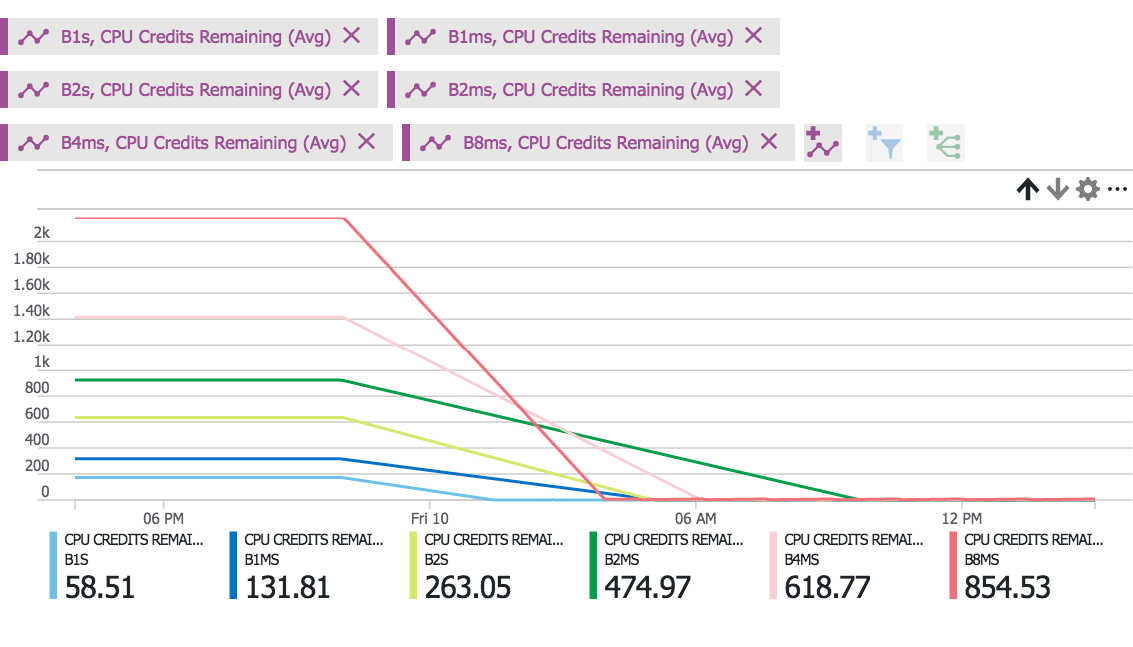 B1s, CPU Credits Remaining (Avg)
B1ms, CPU Credits Remaining (Avg)
B2s, CPU Credits Remaining (Avg)
B2ms, CPU Credits Remaining (Avg)
B4ms, CPU Credits Remaining (Avg)
B8ms, CPU Credits Remaining (Avg)
2k
1.80k
1.60k
1.40k
1.20k
1k
800
600
400
200
0
06 PM
Fri 10
06 AM
12 PM
CPU CREDITS REMAI...
B1S
58.51
CPU CREDITS REMAI...
B1MS
131.81
CPU CREDITS REMAI...
B2S
263.05
CPU CREDITS REMAI...
B2MS
474.97
CPU CREDITS REMAI...
B4MS
618.77
CPU CREDITS REMAI...
B8MS
854.53